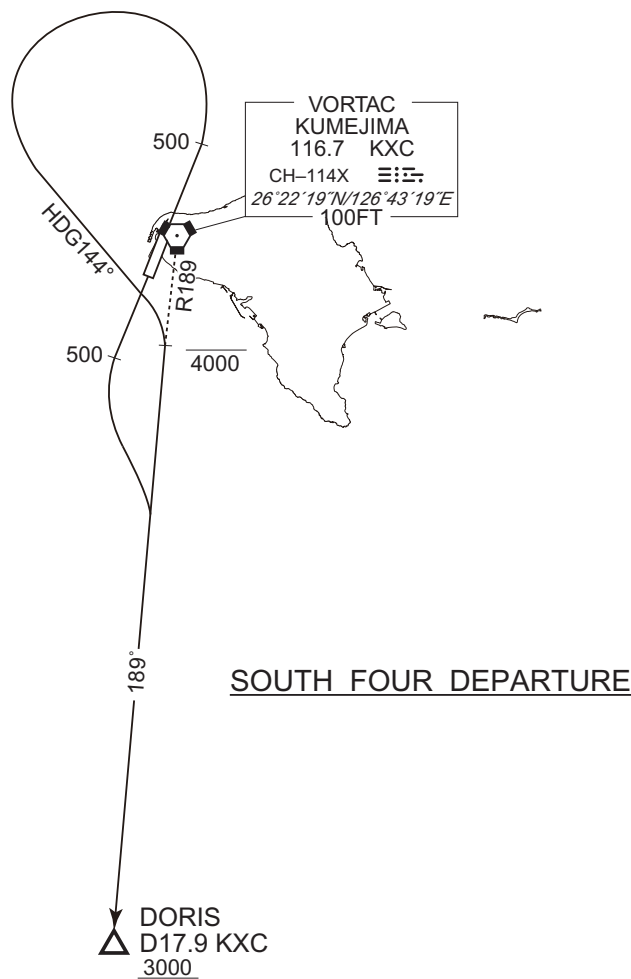 500
VORTAC
KUMEJIMA
116.7 KXC
CH–114X
26°22′19″N/126°43′19″E
100FT
HDG144°
R189
500
4000
189°
SOUTH FOUR DEPARTURE
DORIS
D17.9 KXC
3000